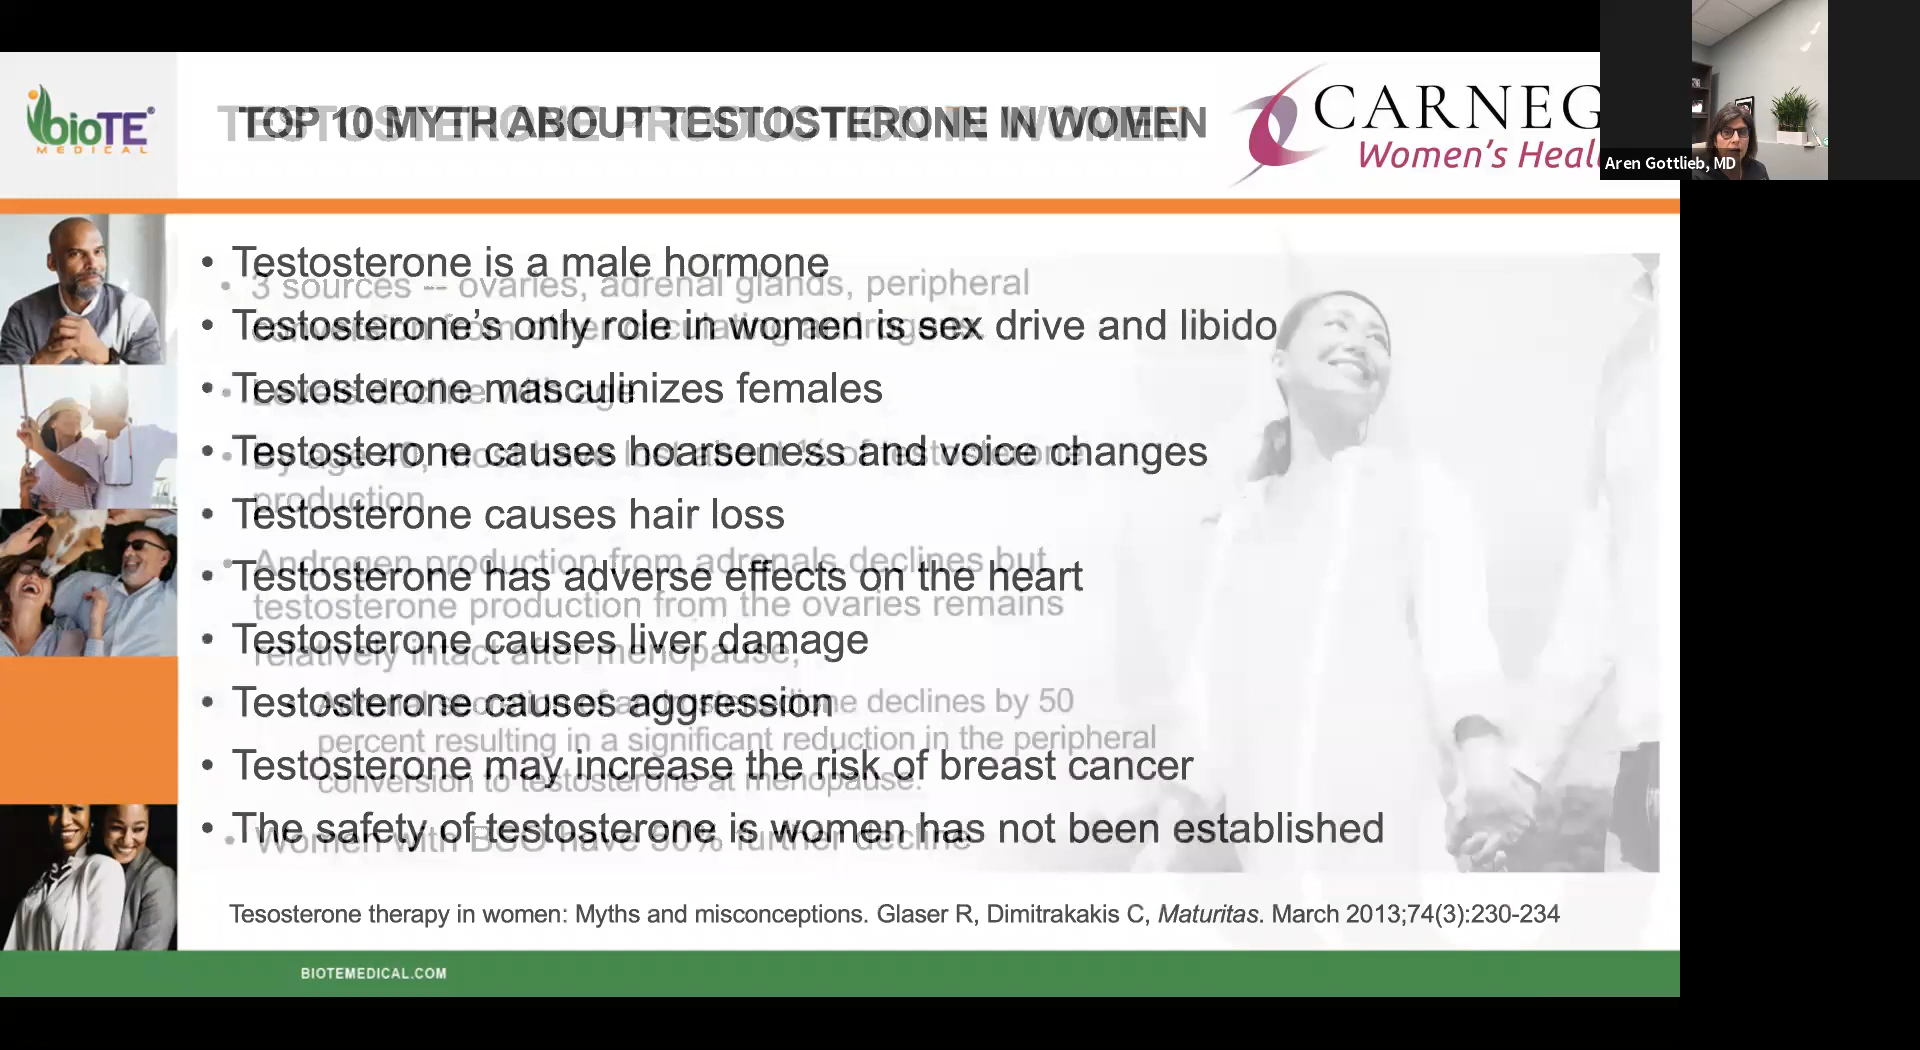 bioTE®
MEDICAL
TOP 10 MYTH ABOUT TESTOSTERONE IN WOMEN
CARNEG
Women's Heal
Aren Gottlieb, MD
• Testosterone is a male hormone
• 3 sources -- ovaries, adrenal glands, peripheral
• Testosterone's only role in women is sex drive and libido
• Testosterone masculinizes females
• Levels decline with age
• Testosterone causes hoarseness and voice changes
production
• Testosterone causes hair loss
• Androgen production from adrenals declines but
• Testosterone has adverse effects on the heart
testosterone production from the ovaries remains
• Testosterone causes liver damage
relatively intact after menopause,
• Testosterone causes aggression
declines by 50
percent resulting in a significant reduction in the peripheral
• Testosterone may increase the risk of breast cancer
conversion to testosterone at menopause.
• The safety of testosterone is women has not been established
• Women with BSO have 50% further decline
Tesosterone therapy in women: Myths and misconceptions. Glaser R, Dimitrakakis C, Maturitas. March 2013;74(3):230-234
BIOTEMEDICAL.COM